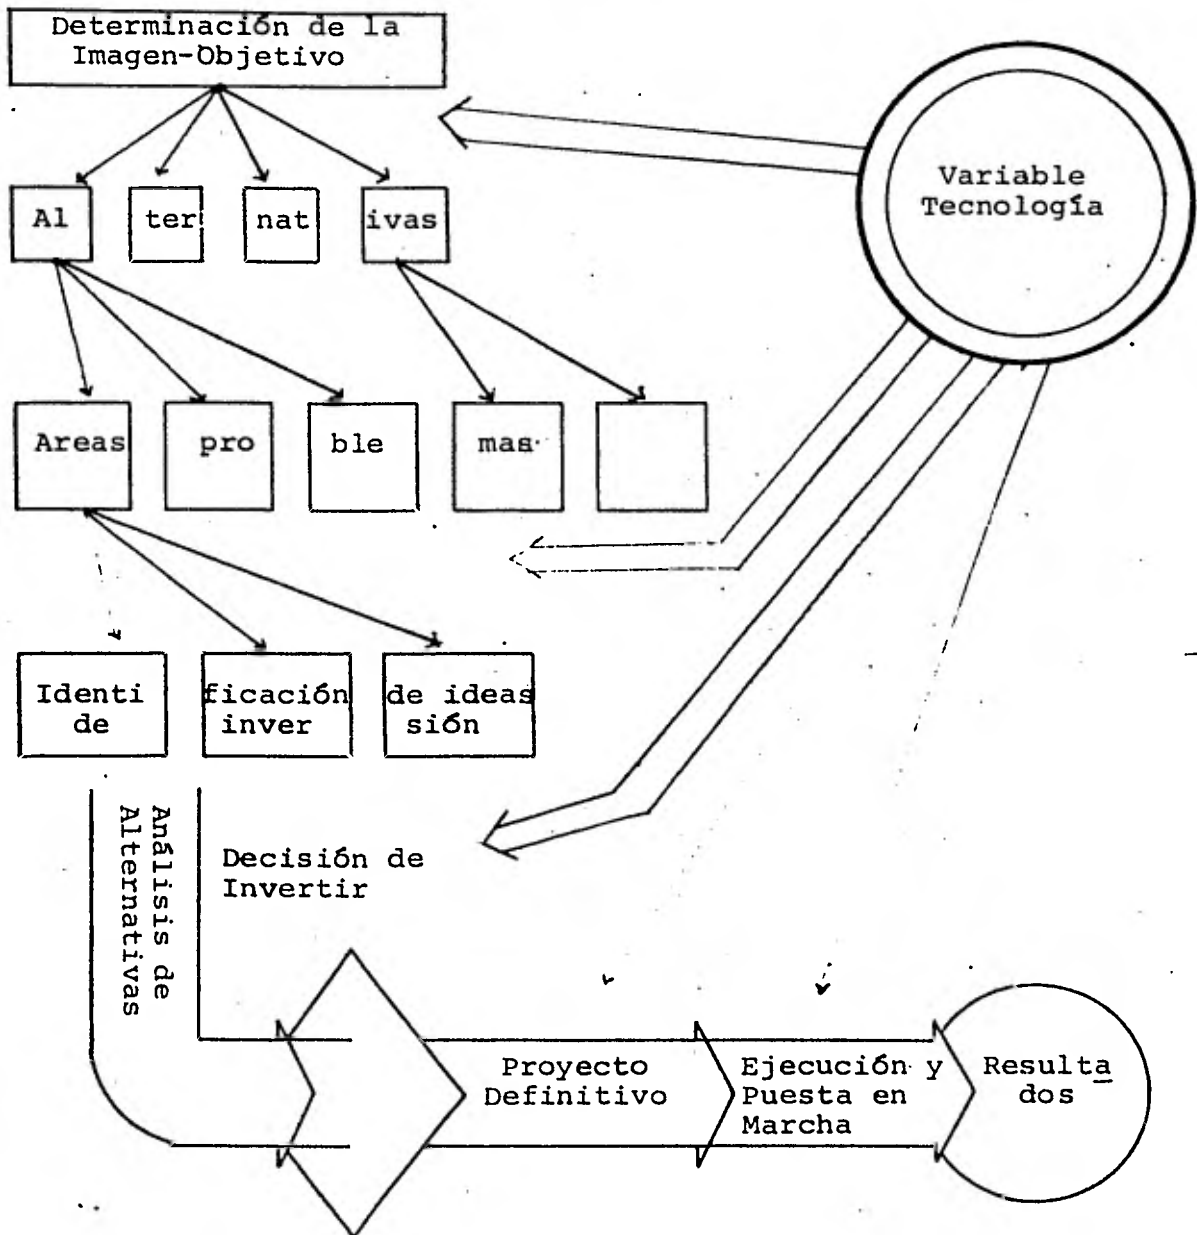 Determinación de la
Imagen-Objetivo
Variable
Tecnología
Al ter nat ivas
Areas pro ble mas
Identi ficación de ideas
de inver sión
Análisis de
Alternativas
Decisión de
Invertir
Proyecto
Definitivo
Ejecución y
Puesta en
Marcha
Resulta
dos